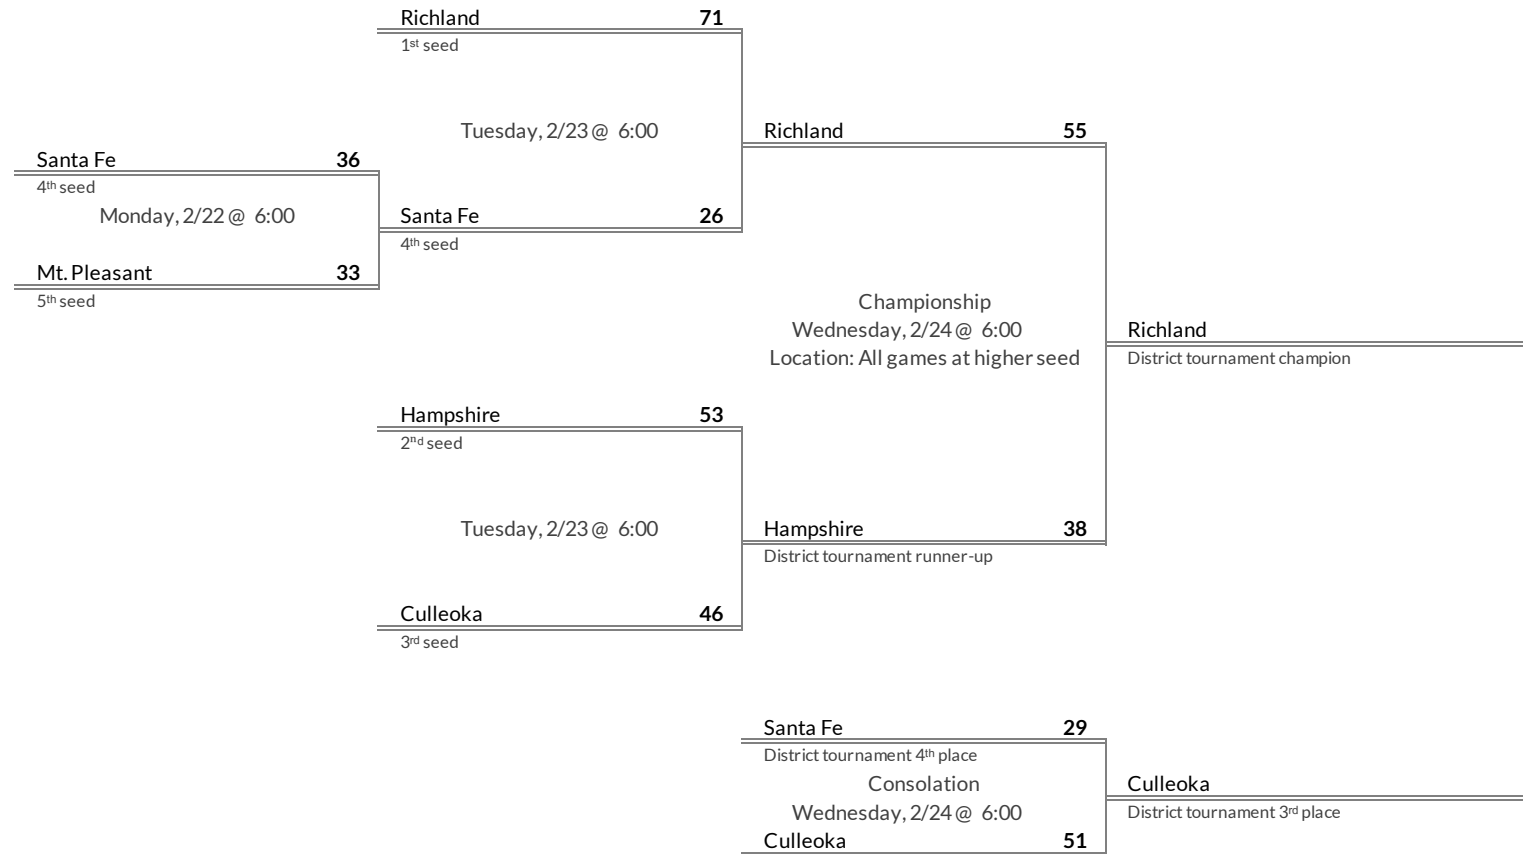 Richland 71
1st seed
Tuesday, 2/23 @ 6:00
Richland 55
Santa Fe 36
4th seed
Monday, 2/22 @ 6:00
Santa Fe 26
4th seed
Mt. Pleasant 33
5th seed
Championship
Wednesday, 2/24 @ 6:00
Location: All games at higher seed
Richland
District tournament champion
Hampshire 53
2nd seed
Tuesday, 2/23 @ 6:00
Hampshire 38
District tournament runner-up
Culleoka 46
3rd seed
Santa Fe 29
District tournament 4th place
Consolation
Wednesday, 2/24 @ 6:00
Culleoka 51
Culleoka
District tournament 3rd place